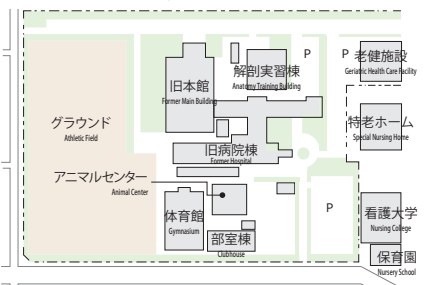 P
P
老健施設
Geriatric Health Care Facility
解剖実習棟
Anatomy Training Building
旧本館
Former Main Building
グラウンド
Athletic Field
特老ホーム
Special Nursing Home
旧病院棟
Former Hospital
アニマルセンター
Animal Center
体育館
Gymnasium
P
看護大学
Nursing College
部室棟
Clubhouse
保育園
Nursery School